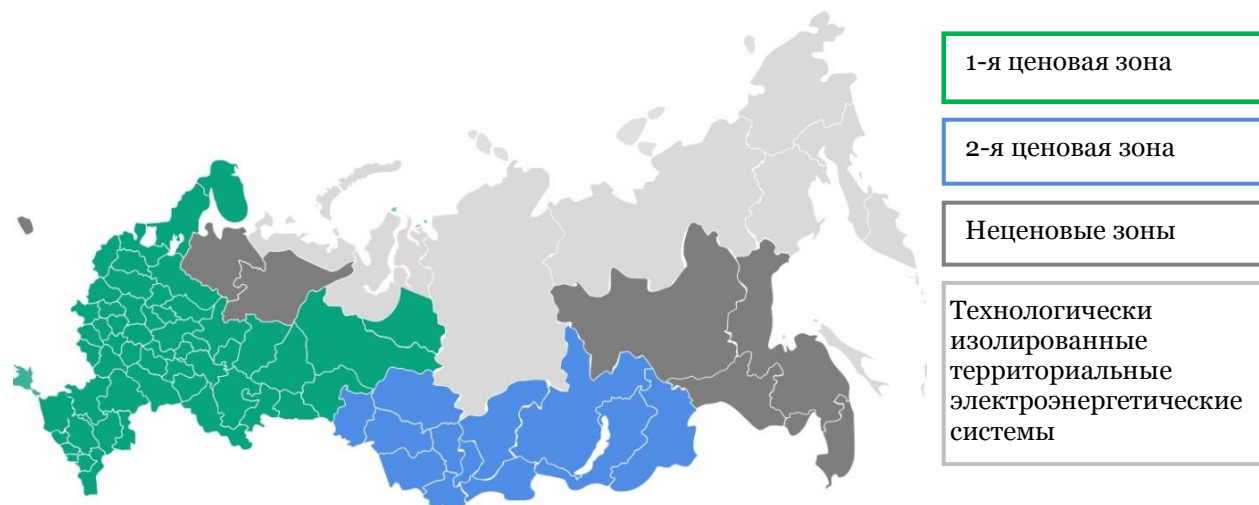 1-я ценовая зона
2-я ценовая зона
Неценовые зоны
Технологически
изолированные
территориальные
электроэнергетические
системы